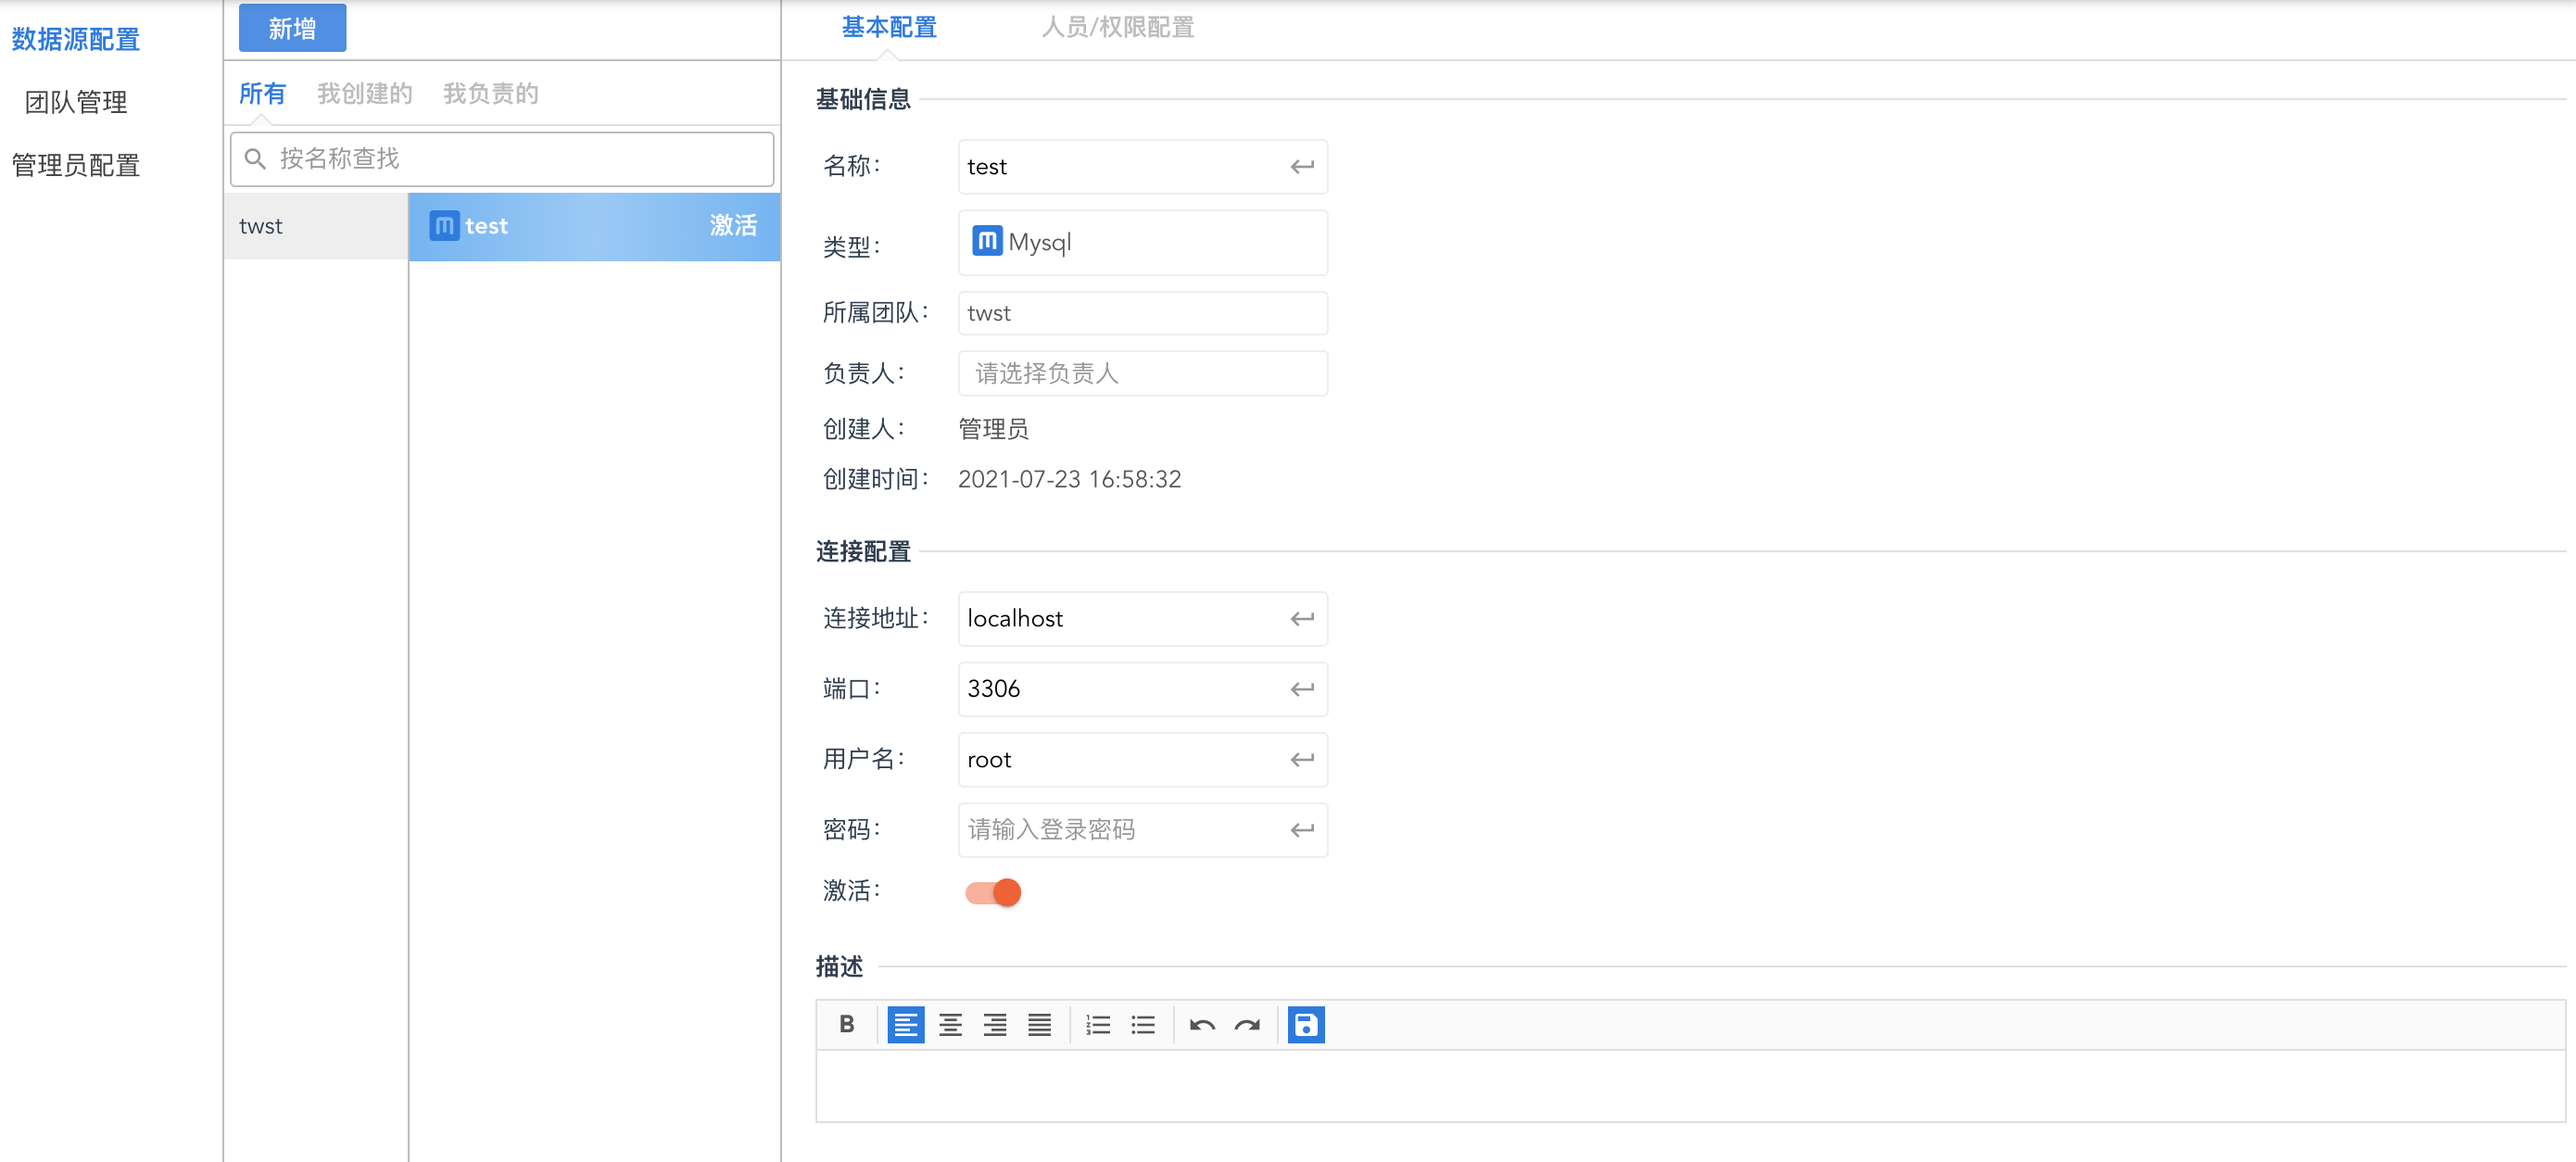 数据源配置
团队管理
管理员配置
新增
所有 我创建的 我负责的
按名称查找
twst
test 激活
基本配置 人员/权限配置
基础信息
名称: test
类型: Mysql
所属团队: twst
负责人: 请选择负责人
创建人: 管理员
创建时间: 2021-07-23 16:58:32
连接配置
连接地址: localhost
端口: 3306
用户名: root
密码: 请输入登录密码
激活:
描述
B